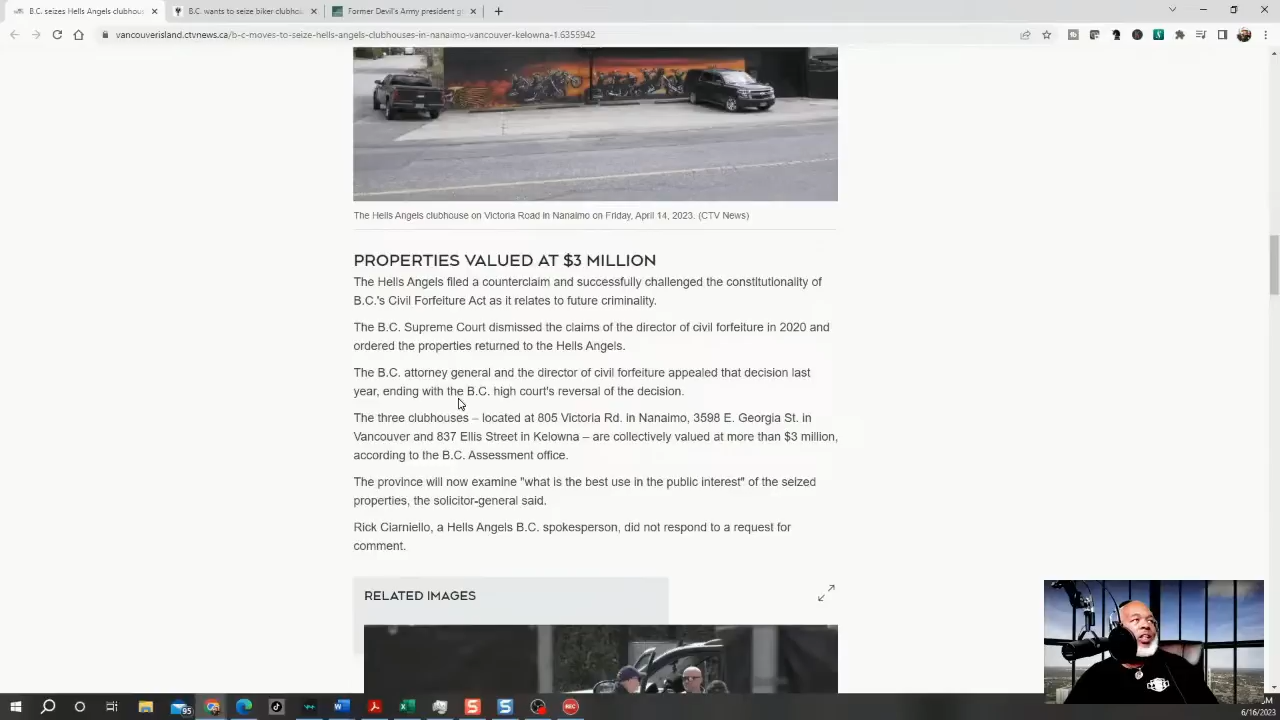 B.C. seizes Hells Angels clubhous
B.C. wants to seize biker clubhous
Former Devil's Army president gu
vancouverisland.ctvnews.ca/b-c-moves-to-seize-hells-angels-clubhouses-in-nanaimo-vancouver-kelowna-1.6355942
The Hells Angels clubhouse on Victoria Road in Nanaimo on Friday, April 14, 2023. (CTV News)
PROPERTIES VALUED AT $3 MILLION
The Hells Angels filed a counterclaim and successfully challenged the constitutionality of
B.C.'s Civil Forfeiture Act as it relates to future criminality.
The B.C. Supreme Court dismissed the claims of the director of civil forfeiture in 2020 and
ordered the properties returned to the Hells Angels.
The B.C. attorney general and the director of civil forfeiture appealed that decision last
year, ending with the B.C. high court's reversal of the decision.
The three clubhouses – located at 805 Victoria Rd. in Nanaimo, 3598 E. Georgia St. in
Vancouver and 837 Ellis Street in Kelowna – are collectively valued at more than $3 million,
according to the B.C. Assessment office.
The province will now examine "what is the best use in the public interest" of the seized
properties, the solicitor-general said.
Rick Ciarniello, a Hells Angels B.C. spokesperson, did not respond to a request for
comment.
RELATED IMAGES
REC
6/16/2023